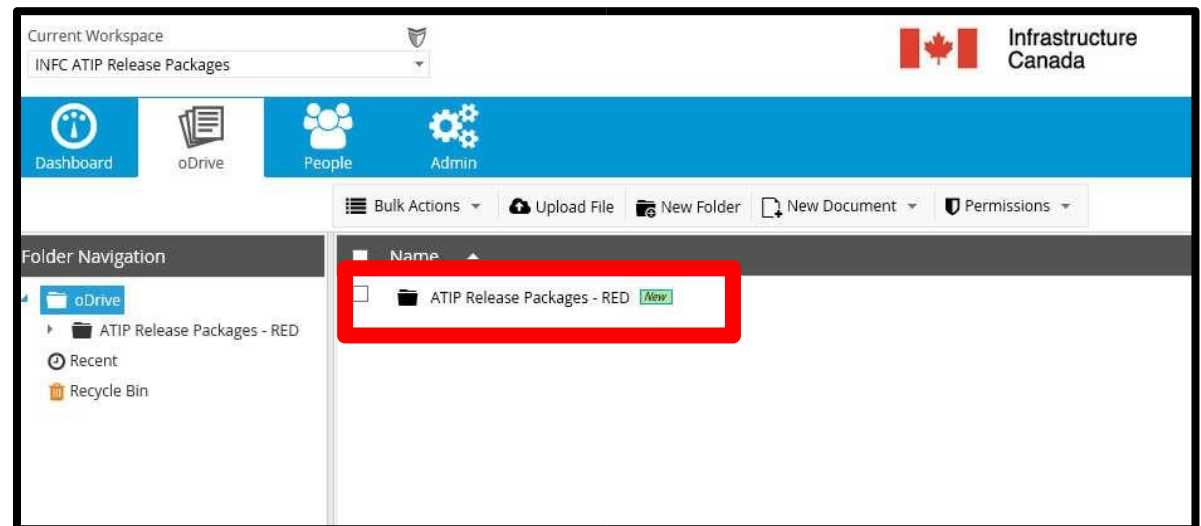 Current Workspace
INFC ATIP Release Packages
Infrastructure
Canada
Dashboard
oDrive
People
Admin
Bulk Actions
Upload File
New Folder
New Document
Permissions
Folder Navigation
Name
oDrive
ATIP Release Packages - RED
Recent
Recycle Bin
ATIP Release Packages - RED New